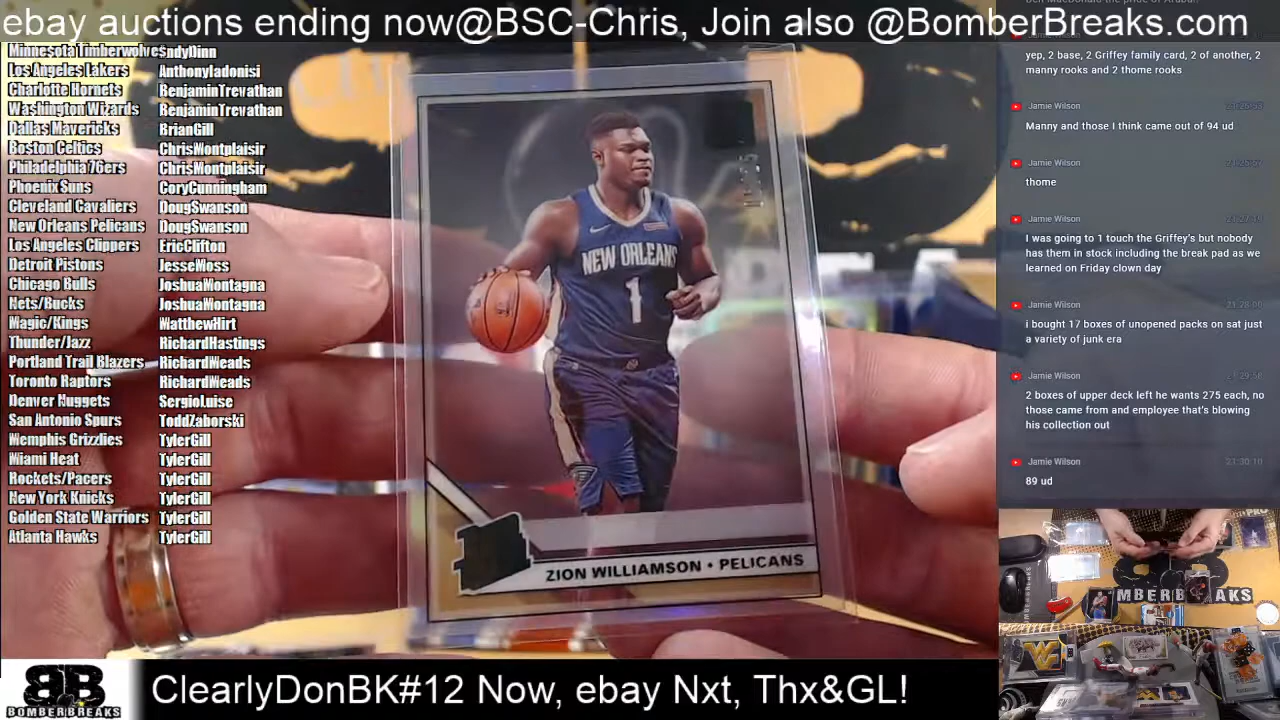 ebay auctions ending now@BSC-Chris, Join also @BomberBreaks.com
Minnesota Timberwolves
Los Angeles Lakers AnthonyIadonisi
Charlotte Hornets BenjaminTrevathan
Washington Wizards BenjaminTrevathan
Dallas Mavericks BrianGill
Boston Celtics ChrisMontplaisir
Philadelphia 76ers ChrisMontplaisir
Phoenix Suns CoryCunningham
Cleveland Cavaliers DougSwanson
New Orleans Pelicans DougSwanson
Los Angeles Clippers EricClifton
Detroit Pistons JesseMoss
Chicago Bulls JoshuaMontagna
Nets/Bucks JoshuaMontagna
Magic/Kings MatthewHirt
Thunder/Jazz RichardHastings
Portland Trail Blazers RichardMeads
Toronto Raptors RichardMeads
Denver Nuggets SergioLuise
San Antonio Spurs ToddZaborski
Memphis Grizzlies TylerGill
Miami Heat TylerGill
Rockets/Pacers TylerGill
New York Knicks TylerGill
Golden State Warriors TylerGill
Atlanta Hawks TylerGill
NEW ORLEANS
1
ZION WILLIAMSON • PELICANS
yep, 2 base, 2 Griffey family card, 2 of another, 2
manny rooks and 2 thome rooks
Jamie Wilson
Manny and those I think came out of 94 ud
Jamie Wilson
thome
Jamie Wilson
I was going to 1 touch the Griffey's but nobody
has them in stock including the break pad as we
learned on Friday clown day
Jamie Wilson
i bought 17 boxes of unopened packs on sat just
a variety of junk era
Jamie Wilson
2 boxes of upper deck left he wants 275 each, no
those came from and employee that's blowing
his collection out
Jamie Wilson 21:30:10
89 ud
BB
BOMBERBREAKS
ClearlyDonBK#12 Now, ebay Nxt, Thx&GL!